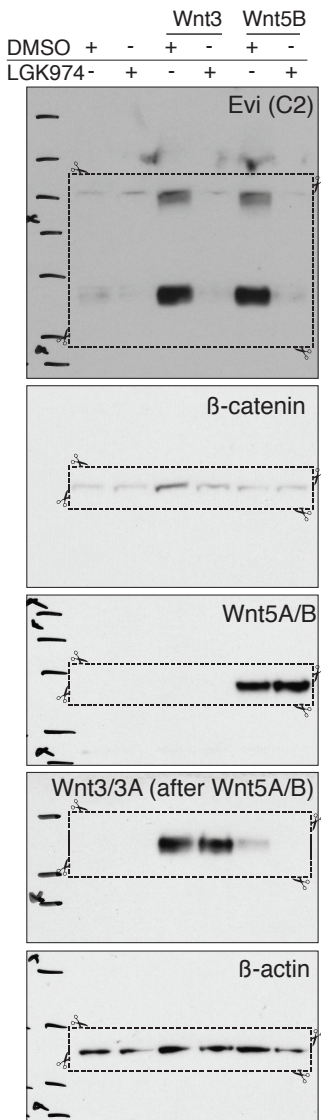 Wnt3 Wnt5B
DMSO + - + - + -
LGK974 - + - + - +
Evi (C2)
ß-catenin
Wnt5A/B
Wnt3/3A (after Wnt5A/B)
ß-actin